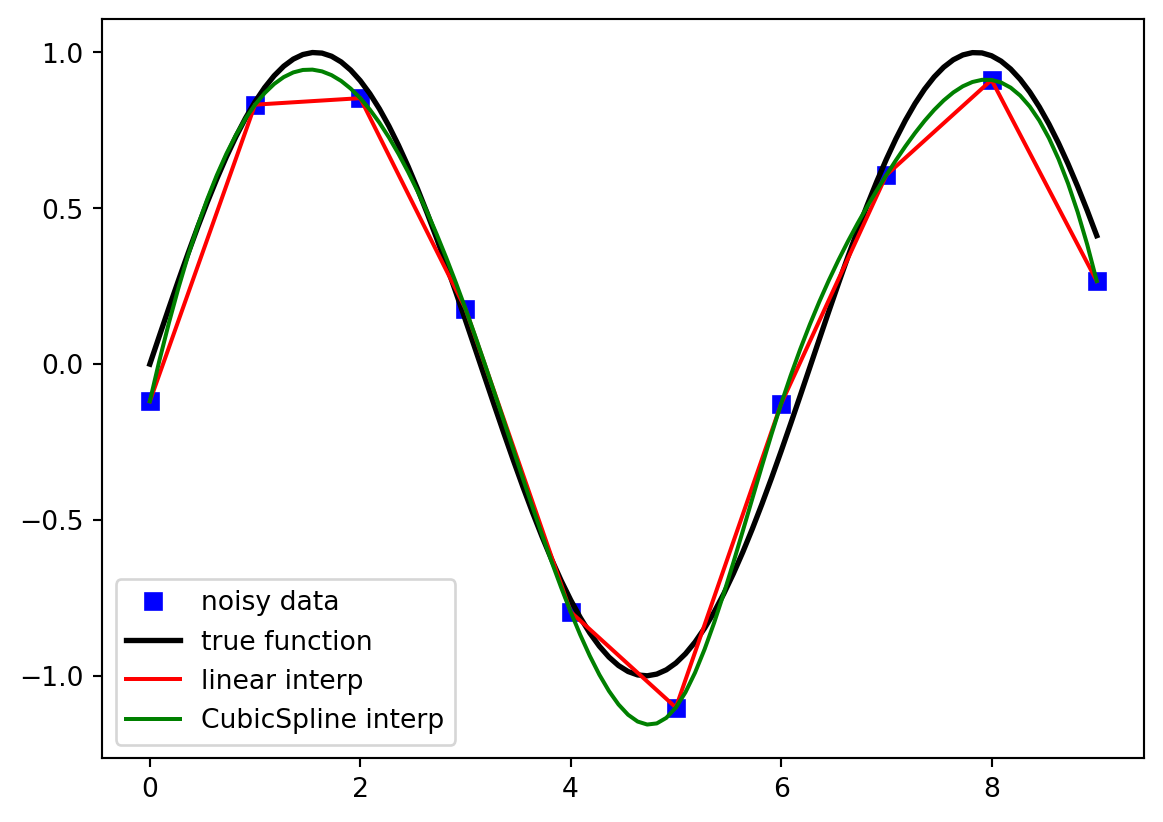 1.0
0.5
0.0
−0.5
−1.0
noisy data
true function
linear interp
CubicSpline interp
0 2 4 6 8